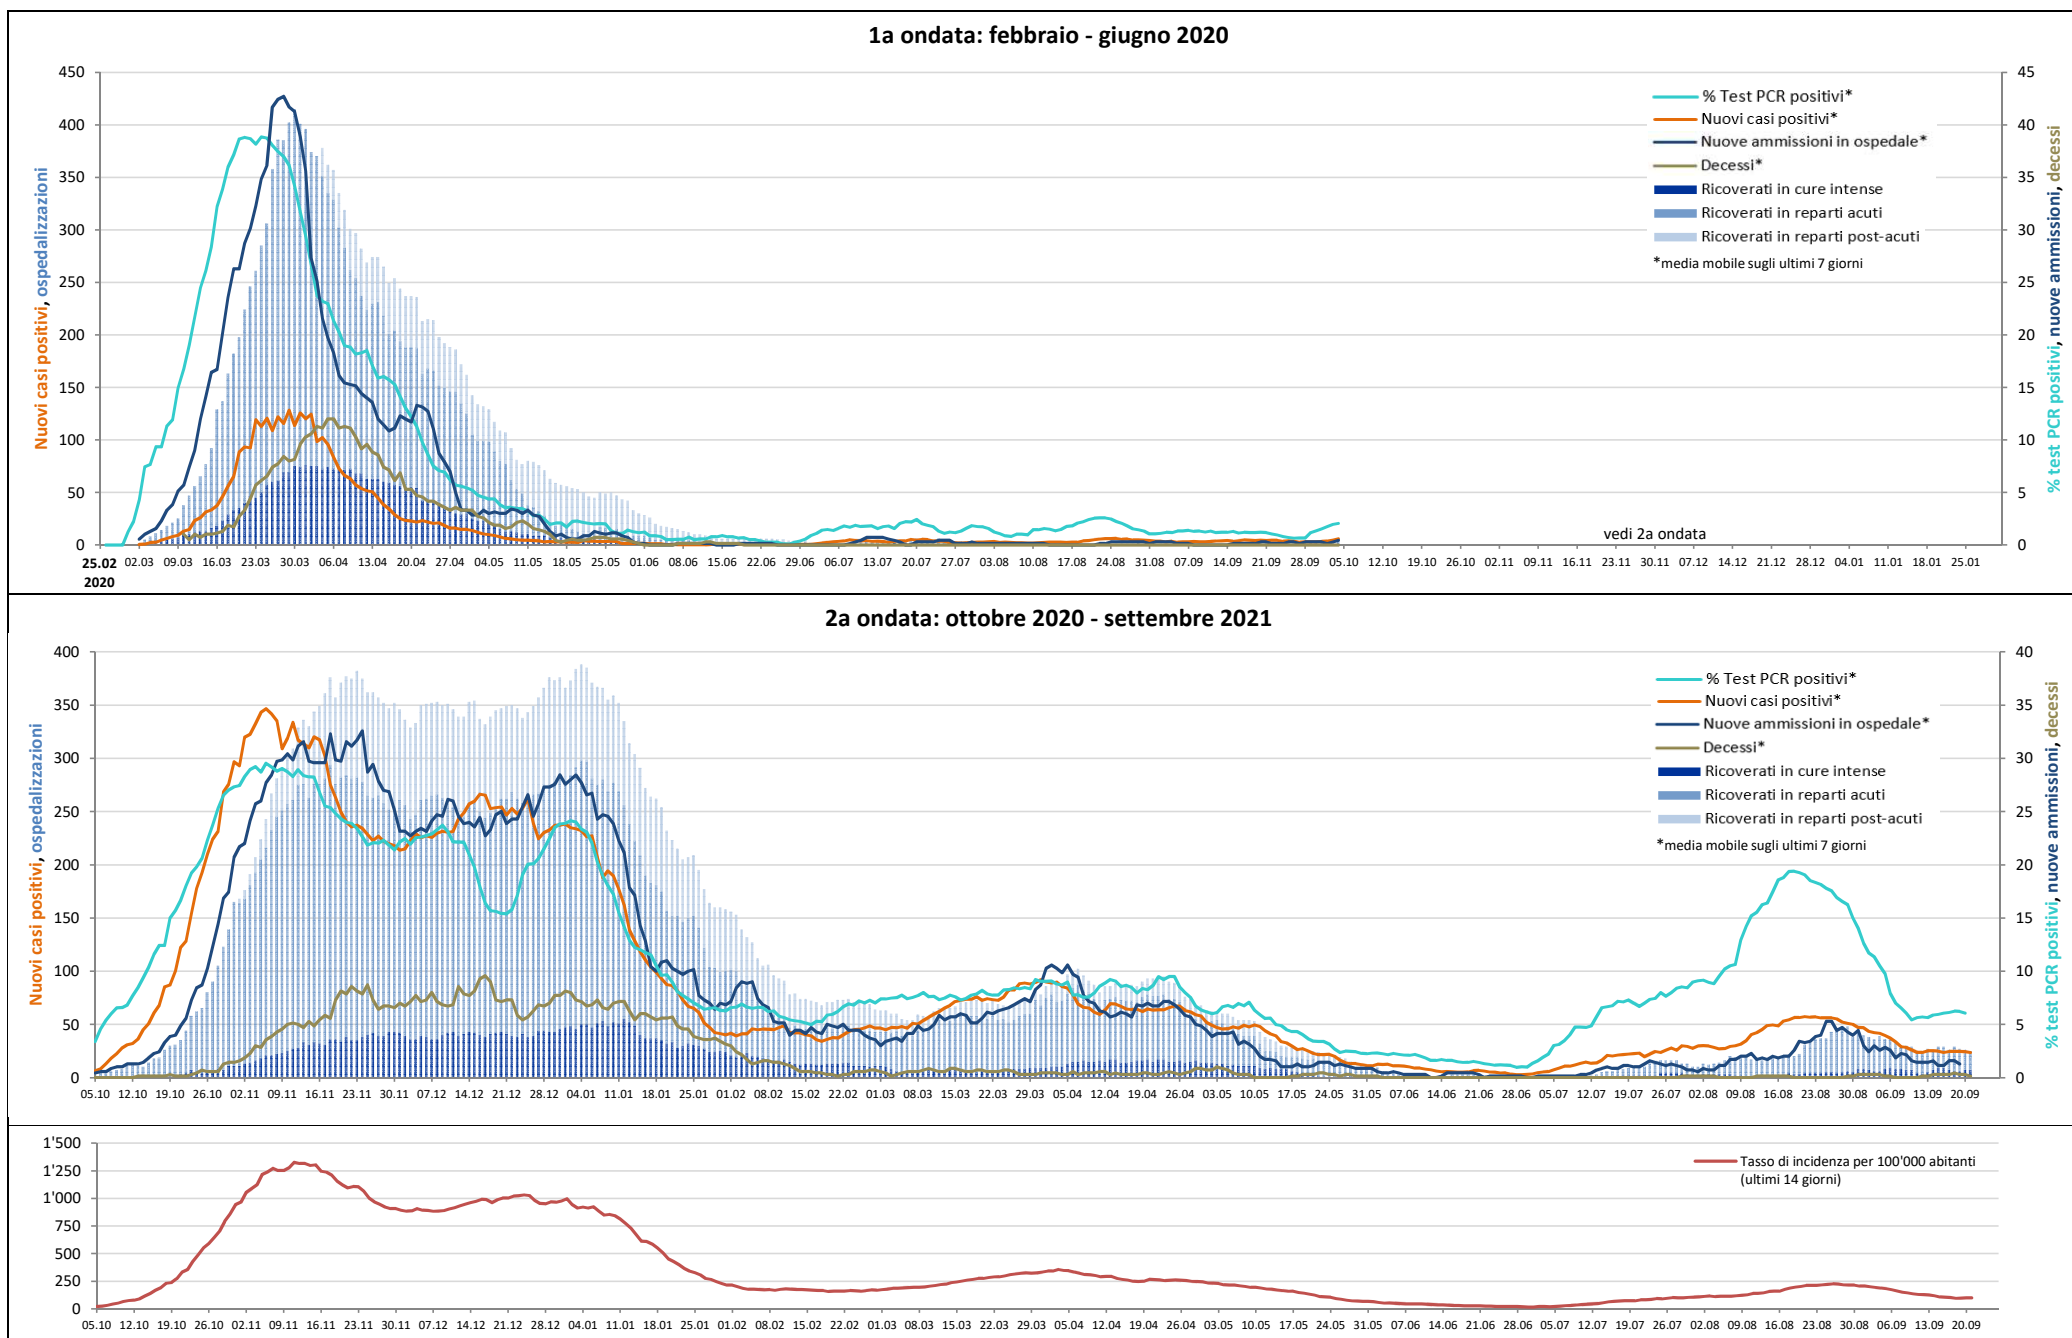 1a ondata: febbraio - giugno 2020
450
400
350
300
250
200
150
100
50
0
Nuovi casi positivi, ospedalizzazioni
45
40
35
30
25
20
15
10
5
0
% test PCR positivi, nuove ammissioni, decessi
% Test PCR positivi*
Nuovi casi positivi*
Nuove ammissioni in ospedale*
Decessi*
Ricoverati in cure intense
Ricoverati in reparti acuti
Ricoverati in reparti post-acuti
*media mobile sugli ultimi 7 giorni
vedi 2a ondata
25.02 02.03 09.03 16.03 23.03 30.03 06.04 13.04 20.04 27.04 04.05 11.05 18.05 25.05 01.06 08.06 15.06 22.06 29.06 06.07 13.07 20.07 27.07 03.08 10.08 17.08 24.08 31.08 07.09 14.09 21.09 28.09 05.10 12.10 19.10 26.10 02.11 09.11 16.11 23.11 30.11 07.12 14.12 21.12 28.12 04.01 11.01 18.01 25.01
2020
2a ondata: ottobre 2020 - settembre 2021
400
350
300
250
200
150
100
50
0
Nuovi casi positivi, ospedalizzazioni
40
35
30
25
20
15
10
5
0
% test PCR positivi, nuove ammissioni, decessi
% Test PCR positivi*
Nuovi casi positivi*
Nuove ammissioni in ospedale*
Decessi*
Ricoverati in cure intense
Ricoverati in reparti acuti
Ricoverati in reparti post-acuti
*media mobile sugli ultimi 7 giorni
05.10 12.10 19.10 26.10 02.11 09.11 16.11 23.11 30.11 07.12 14.12 21.12 28.12 04.01 11.01 18.01 25.01 01.02 08.02 15.02 22.02 01.03 08.03 15.03 22.03 29.03 05.04 12.04 19.04 26.04 03.05 10.05 17.05 24.05 31.05 07.06 14.06 21.06 28.06 05.07 12.07 19.07 26.07 02.08 09.08 16.08 23.08 30.08 06.09 13.09 20.09
1'500
1'250
1'000
750
500
250
0
Tasso di incidenza per 100'000 abitanti
(ultimi 14 giorni)
05.10 12.10 19.10 26.10 02.11 09.11 16.11 23.11 30.11 07.12 14.12 21.12 28.12 04.01 11.01 18.01 25.01 01.02 08.02 15.02 22.02 01.03 08.03 15.03 22.03 29.03 05.04 12.04 19.04 26.04 03.05 10.05 17.05 24.05 31.05 07.06 14.06 21.06 28.06 05.07 12.07 19.07 26.07 02.08 09.08 16.08 23.08 30.08 06.09 13.09 20.09